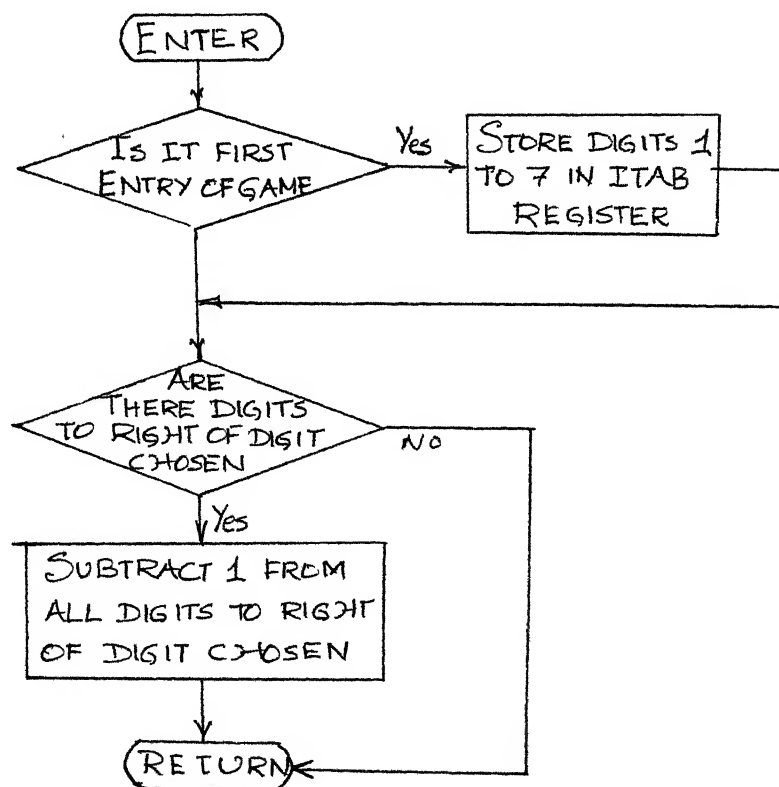 ENTER
IS IT FIRST
ENTRY OF GAME
Yes
STORE DIGITS 1
TO 7 IN ITAB
REGISTER
ARE
THERE DIGITS
TO RIGHT OF DIGIT
CHOSEN
NO
Yes
SUBTRACT 1 FROM
ALL DIGITS TO RIGHT
OF DIGIT CHOSEN
RETURN